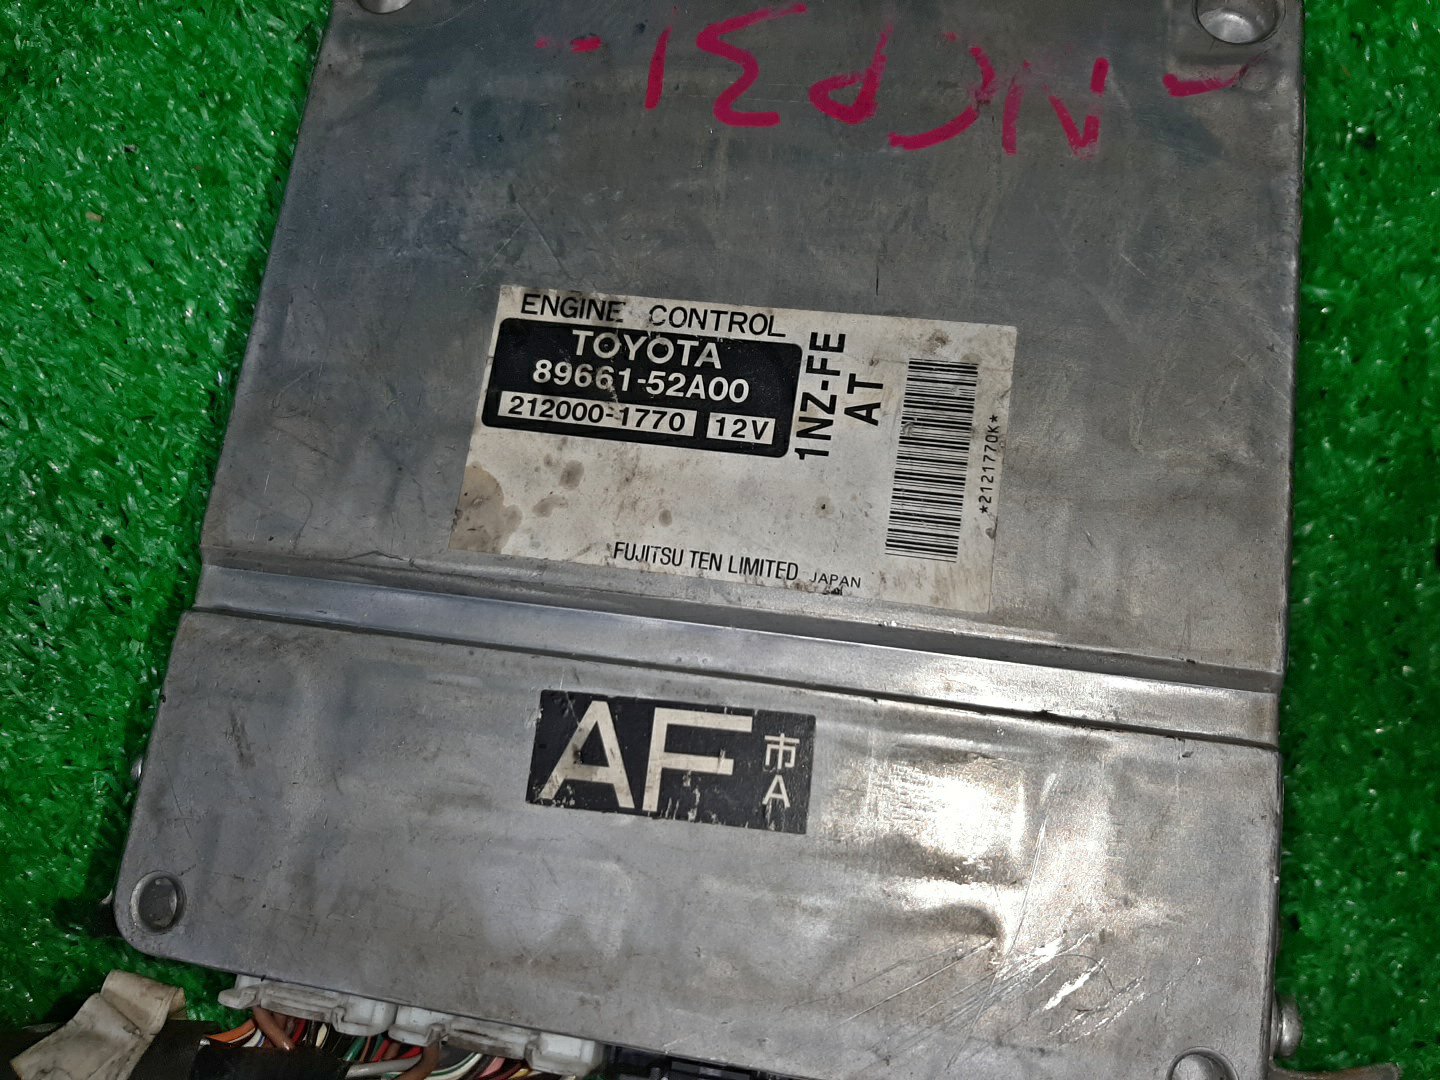 -NCP31-
ENGINE CONTROL
TOYOTA
89661-52A00
212000-1770 12V
1NZ-FE
AT
*2121770K*
FUJITSU TEN LIMITED JAPAN
AF 市A